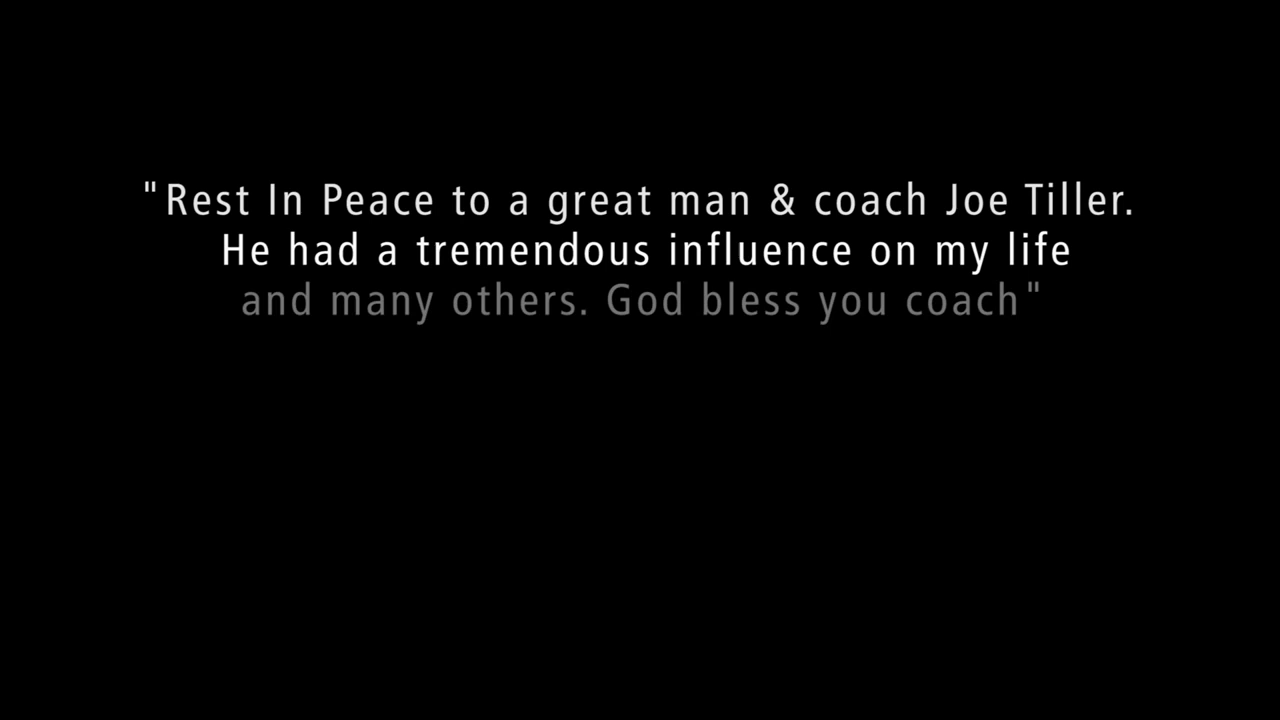 "Rest In Peace to a great man & coach Joe Tiller.
He had a tremendous influence on my life
and many others. God bless you coach"